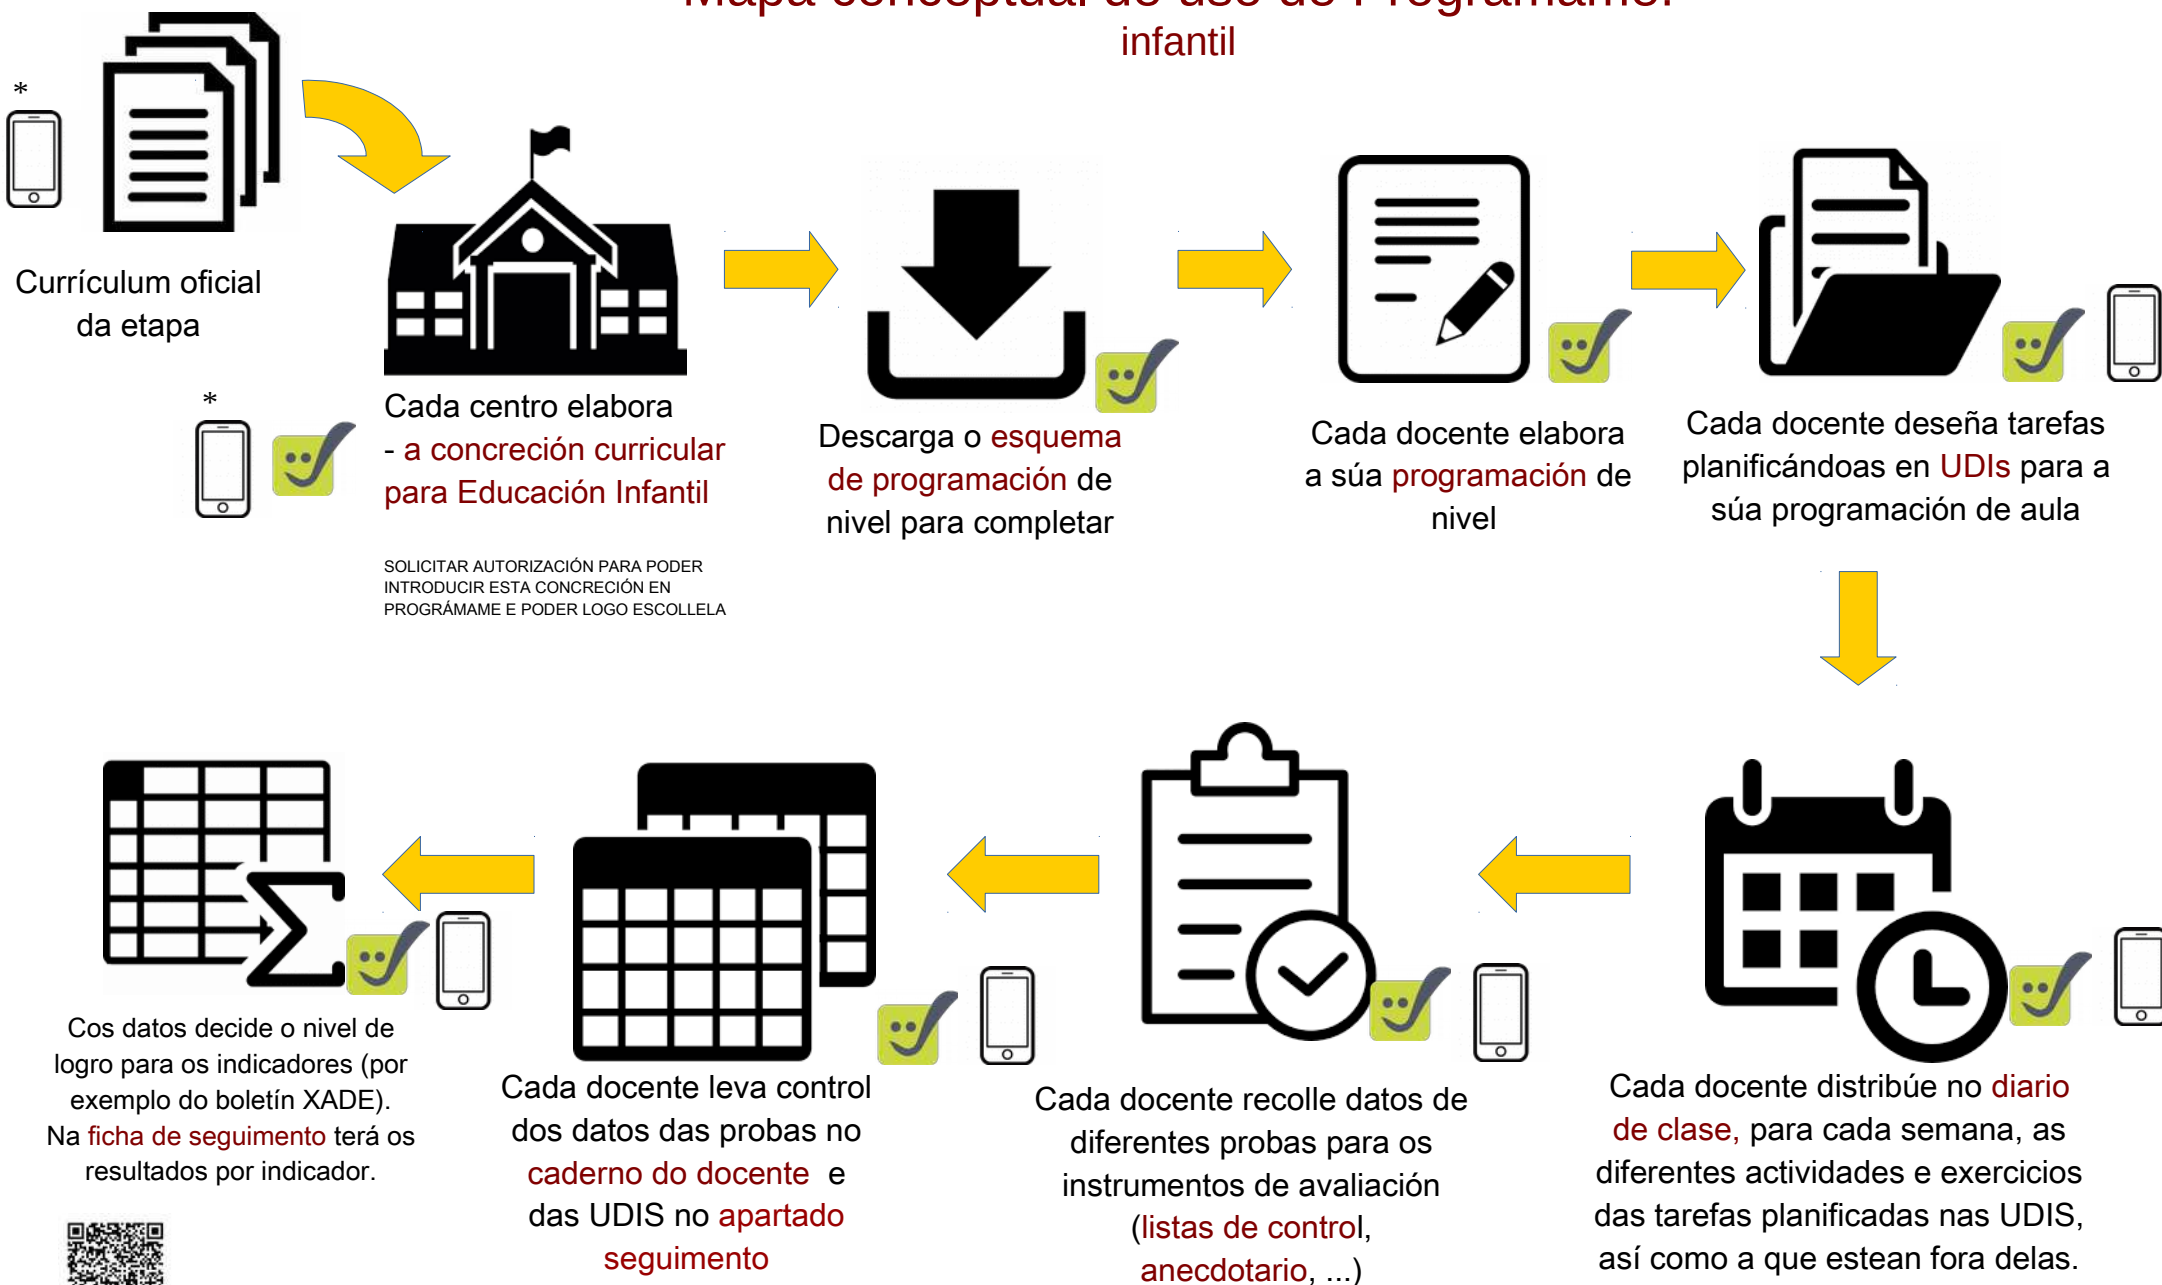 Mapa conceptual do uso de Prográmame.
infantil
*
Currículum oficial
da etapa
*
Cada centro elabora
- a concreción curricular
para Educación Infantil
SOLICITAR AUTORIZACIÓN PARA PODER
INTRODUCIR ESTA CONCRECIÓN EN
PROGRÁMAME E PODER LOGO ESCOLLELA
Descarga o esquema
de programación de
nivel para completar
Cada docente elabora
a súa programación de
nivel
Cada docente deseña tarefas
planificándoas en UDIs para a
súa programación de aula
Cada docente distribúe no diario
de clase, para cada semana, as
diferentes actividades e exercicios
das tarefas planificadas nas UDIS,
así como a que estean fora delas.
Cada docente recolle datos de
diferentes probas para os
instrumentos de avaliación
(listas de control,
anecdotario, ...)
Cada docente leva control
dos datos das probas no
caderno do docente e
das UDIS no apartado
seguimento
Cos datos decide o nivel de
logro para os indicadores (por
exemplo do boletín XADE).
Na ficha de seguimento terá os
resultados por indicador.